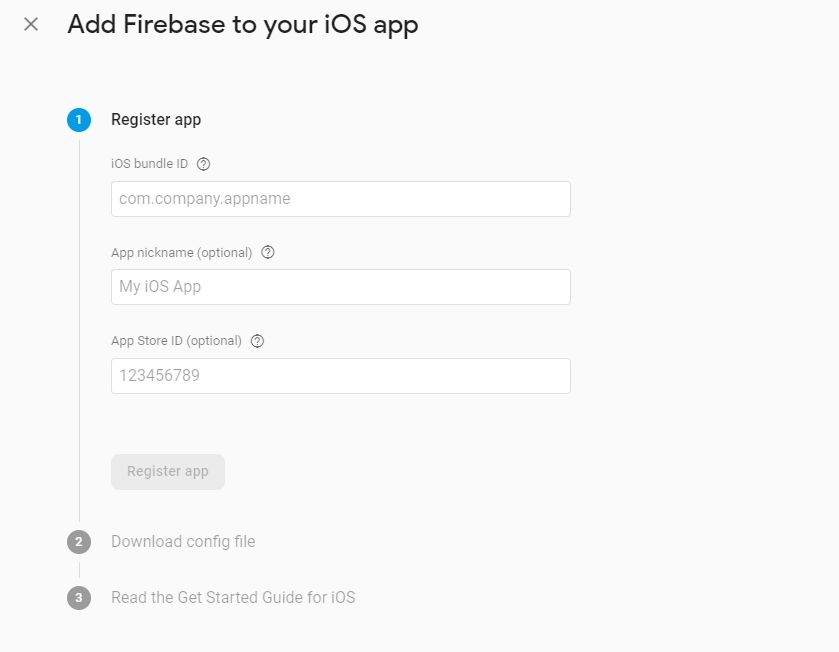 Add Firebase to your iOS app
1
Register app
iOS bundle ID
com.company.appname
App nickname (optional)
My iOS App
App Store ID (optional)
123456789
Register app
2
Download config file
3
Read the Get Started Guide for iOS